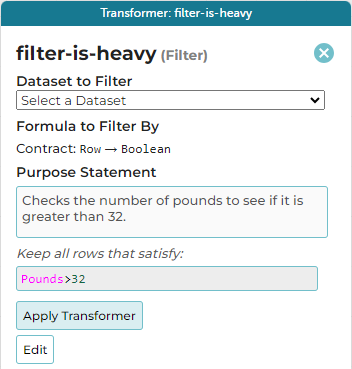 Transformer: filter-is-heavy
filter-is-heavy (Filter)
Dataset to Filter
Select a Dataset
Formula to Filter By
Contract: Row → Boolean
Purpose Statement
Checks the number of pounds to see if it is
greater than 32.
Keep all rows that satisfy:
Pounds>32
Apply Transformer
Edit